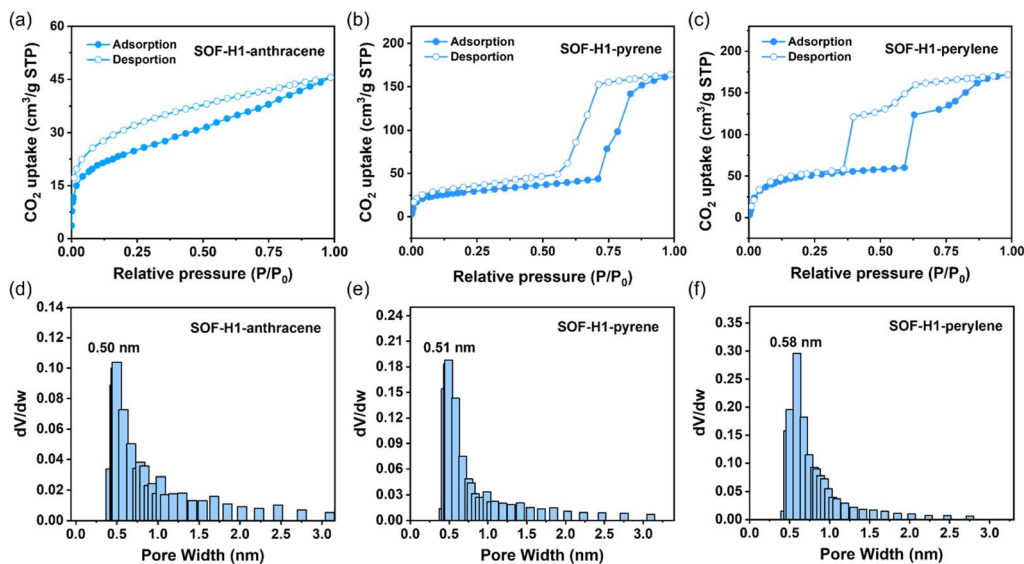 (a)
60
45
30
15
0
CO₂ uptake (cm³/g STP)
Adsorption
Desportion
SOF-H1-anthracene
0.00 0.25 0.50 0.75 1.00
Relative pressure (P/P₀)
(b)
200
150
100
50
0
CO₂ uptake (cm³/g STP)
Adsorption
Desportion
SOF-H1-pyrene
0.00 0.25 0.50 0.75 1.00
Relative pressure (P/P₀)
(c)
200
150
100
50
0
CO₂ uptake (cm³/g STP)
Adsorption
Desportion
SOF-H1-perylene
0.00 0.25 0.50 0.75 1.00
Relative pressure (P/P₀)
(d)
0.14
0.12
0.10
0.08
0.06
0.04
0.02
0.00
dV/dw
SOF-H1-anthracene
0.50 nm
0.0 0.5 1.0 1.5 2.0 2.5 3.0
Pore Width (nm)
(e)
0.24
0.21
0.18
0.15
0.12
0.09
0.06
0.03
0.00
dV/dw
SOF-H1-pyrene
0.51 nm
0.0 0.5 1.0 1.5 2.0 2.5 3.0
Pore Width (nm)
(f)
0.35
0.30
0.25
0.20
0.15
0.10
0.05
0.00
dV/dw
SOF-H1-perylene
0.58 nm
0.0 0.5 1.0 1.5 2.0 2.5 3.0
Pore Width (nm)